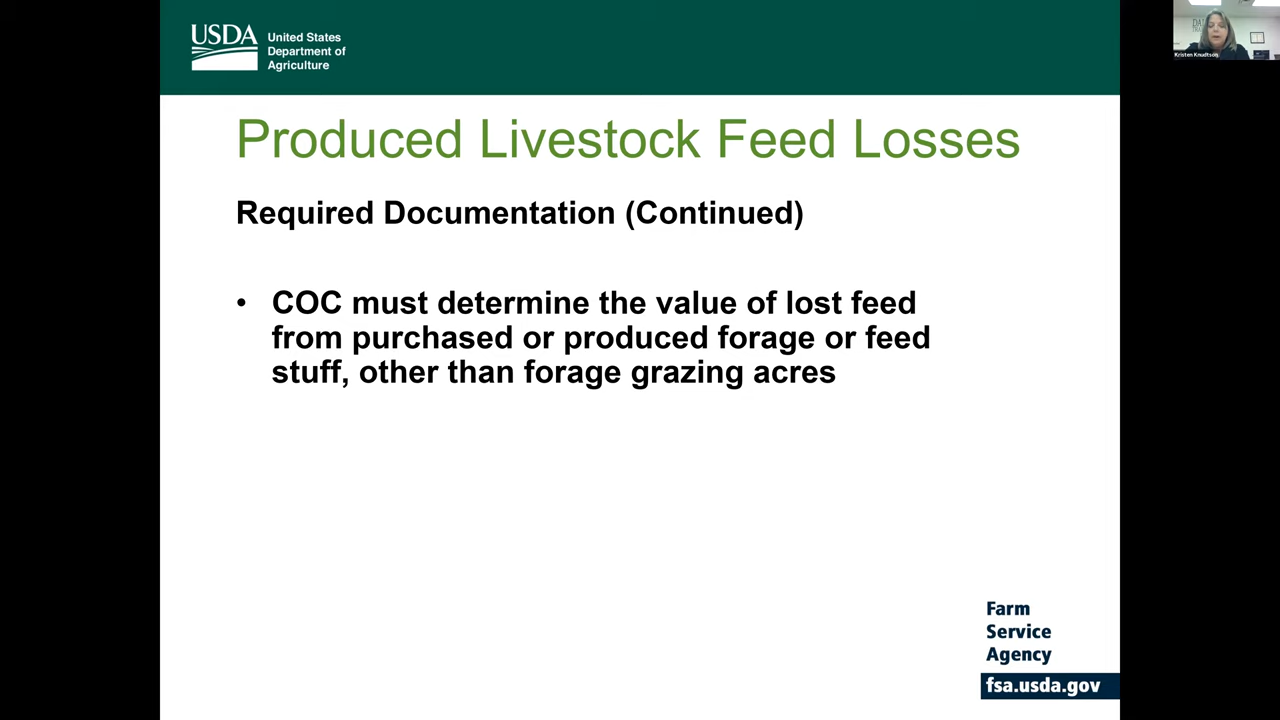 USDA
United States
Department of
Agriculture
Kristen Knudtson
Produced Livestock Feed Losses
Required Documentation (Continued)
• COC must determine the value of lost feed
from purchased or produced forage or feed
stuff, other than forage grazing acres
Farm
Service
Agency
fsa.usda.gov